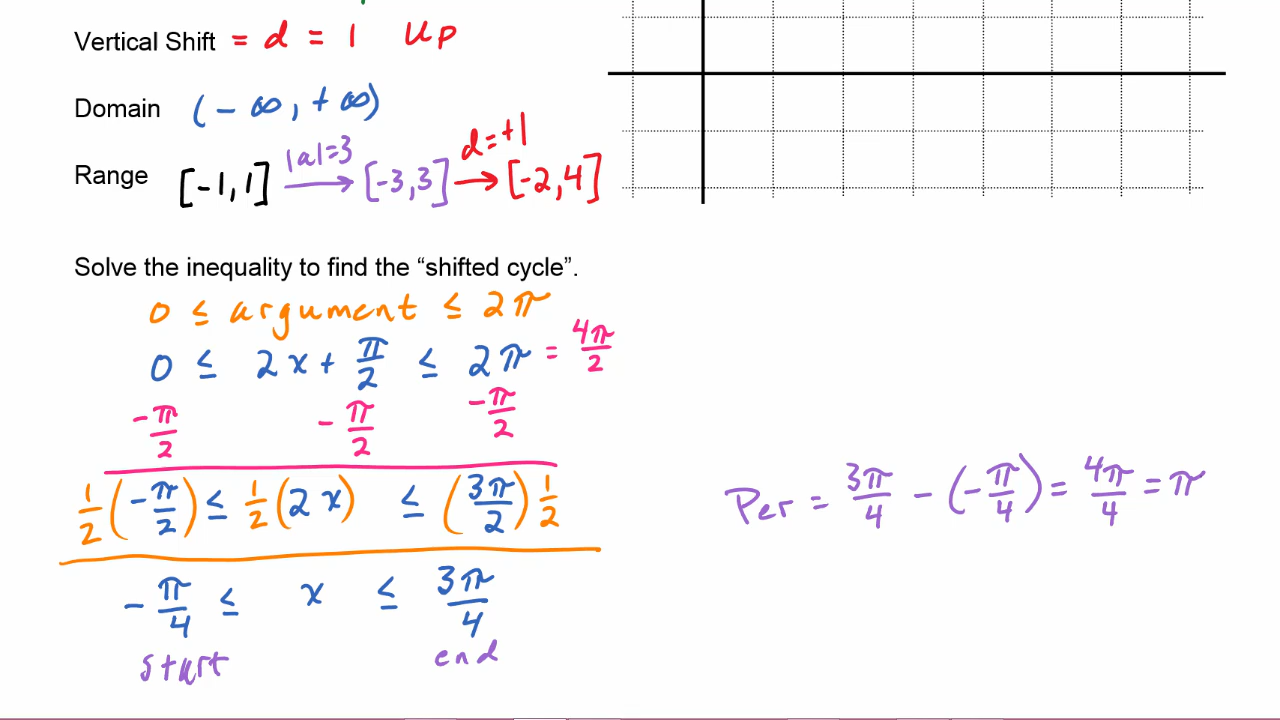 Vertical Shift = d = 1 up
Domain (-∞, +∞)
Range [-1, 1] |a|=3 → [-3, 3] d=+1 → [-2, 4]
Solve the inequality to find the “shifted cycle”.
0 ≤ argument ≤ 2π
0 ≤ 2x + π/2 ≤ 2π = 4π/2
-π/2 -π/2 -π/2
1/2(-π/2) ≤ 1/2(2x) ≤ (3π/2)1/2
Per = 3π/4 - (-π/4) = 4π/4 = π
-π/4 ≤ x ≤ 3π/4
start end